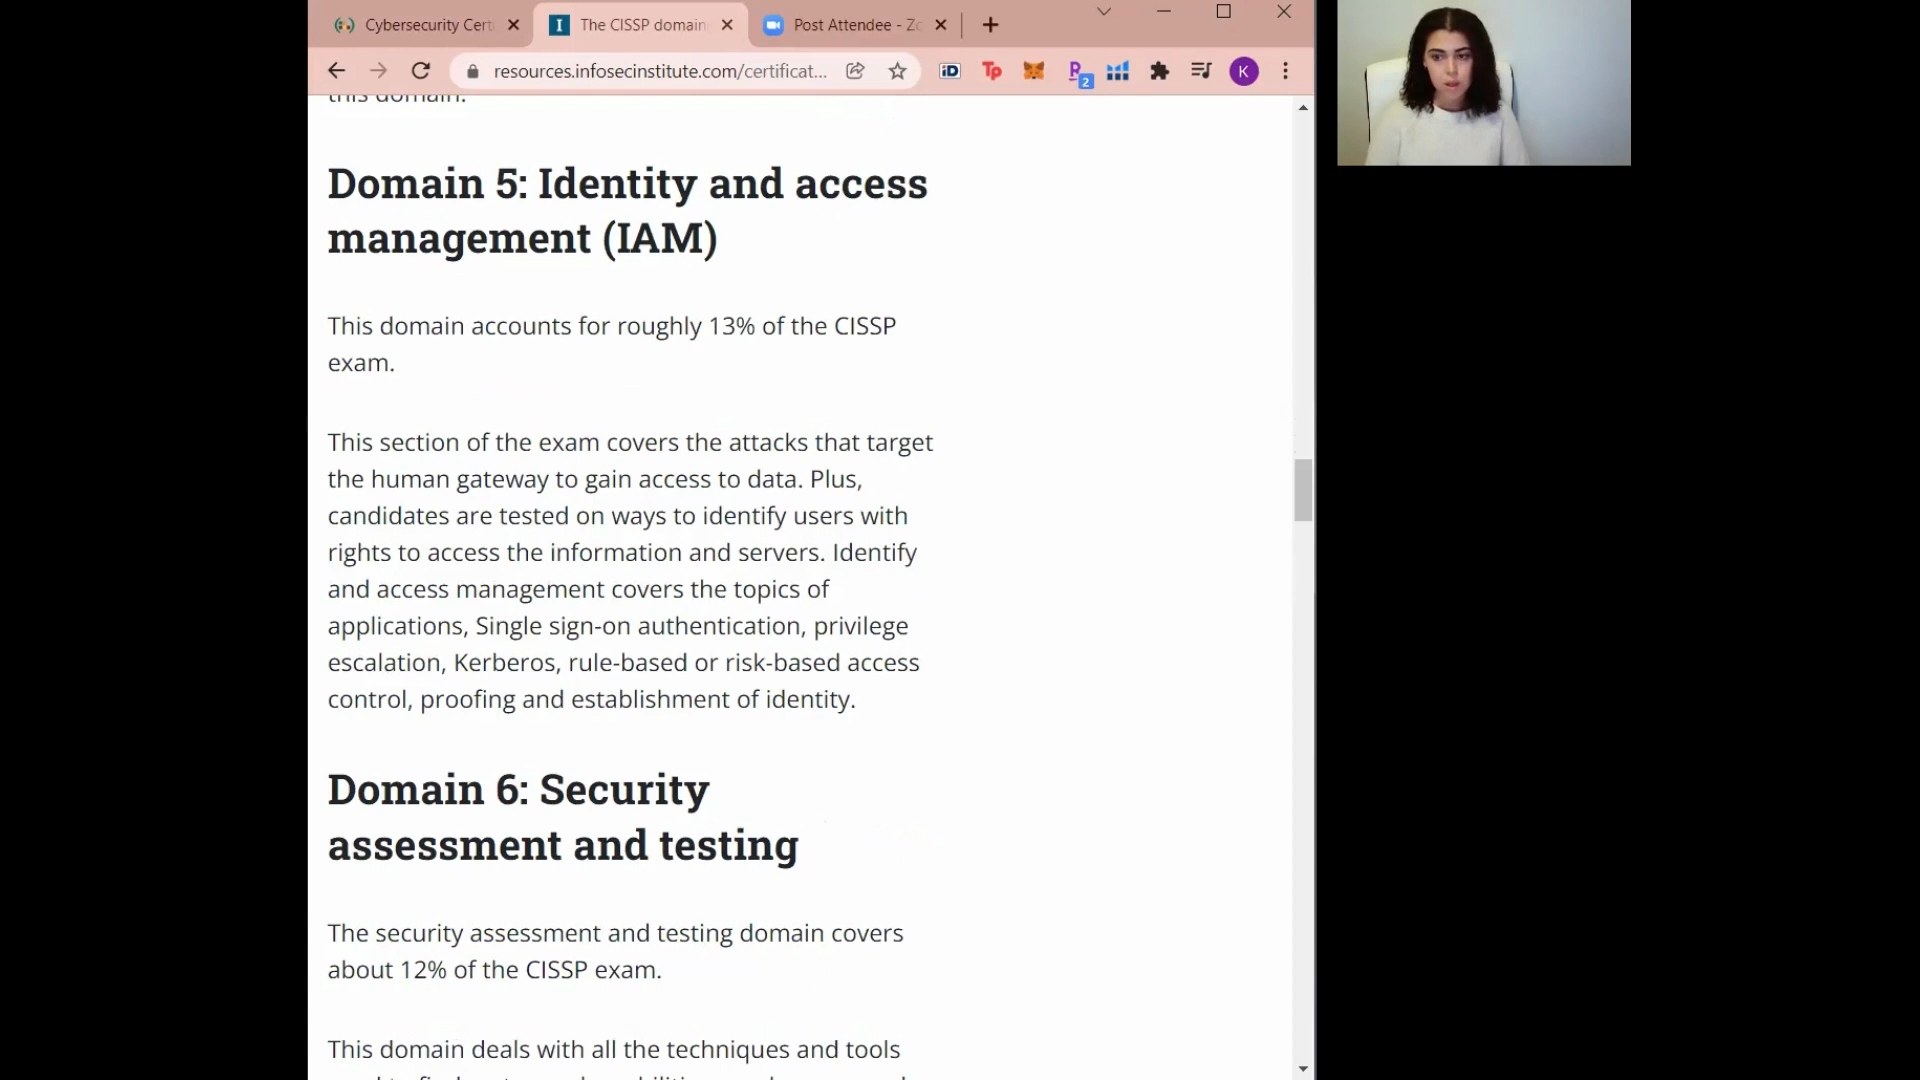 Cybersecurity Cert
The CISSP domain
Post Attendee - Zo
resources.infosecinstitute.com/certificat...
iD
Tp
2
K
this domain.
Domain 5: Identity and access
management (IAM)
This domain accounts for roughly 13% of the CISSP
exam.
This section of the exam covers the attacks that target
the human gateway to gain access to data. Plus,
candidates are tested on ways to identify users with
rights to access the information and servers. Identify
and access management covers the topics of
applications, Single sign-on authentication, privilege
escalation, Kerberos, rule-based or risk-based access
control, proofing and establishment of identity.
Domain 6: Security
assessment and testing
The security assessment and testing domain covers
about 12% of the CISSP exam.
This domain deals with all the techniques and tools